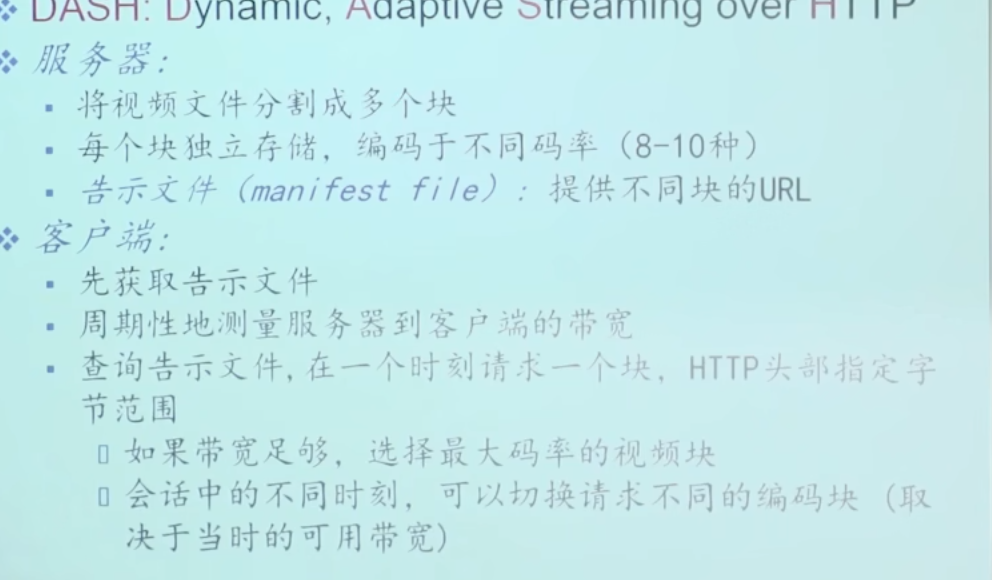 DASH: Dynamic, Adaptive Streaming over HTTP
服务器:
将视频文件分割成多个块
每个块独立存储，编码于不同码率（8-10种）
告示文件（manifest file）: 提供不同块的URL
客户端:
先获取告示文件
周期性地测量服务器到客户端的带宽
查询告示文件,在一个时刻请求一个块，HTTP头部指定字
节范围
如果带宽足够，选择最大码率的视频块
会话中的不同时刻，可以切换请求不同的编码块（取
决于当时的可用带宽）